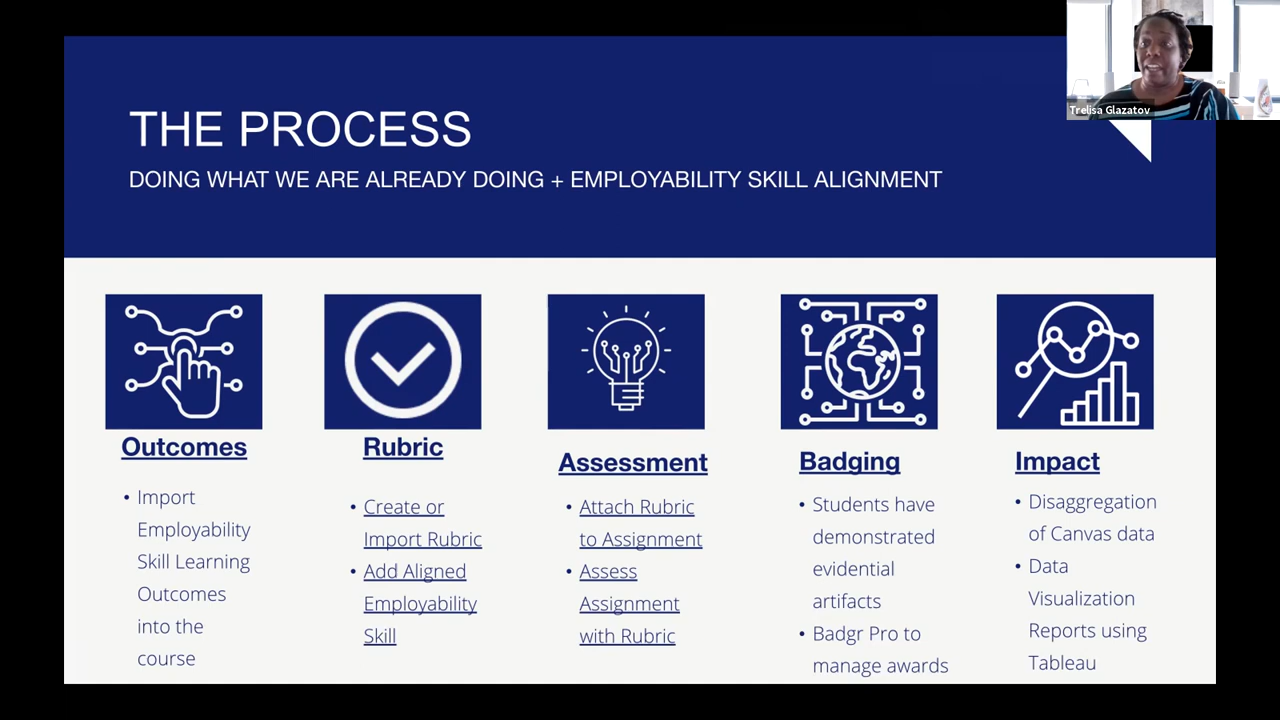 Trelisa Glazatov
THE PROCESS
DOING WHAT WE ARE ALREADY DOING + EMPLOYABILITY SKILL ALIGNMENT
Outcomes
• Import
Employability
Skill Learning
Outcomes
into the
course
Rubric
• Create or
Import Rubric
• Add Aligned
Employability
Skill
Assessment
• Attach Rubric
to Assignment
• Assess
Assignment
with Rubric
Badging
• Students have
demonstrated
evidential
artifacts
• Badgr Pro to
manage awards
Impact
• Disaggregation
of Canvas data
• Data
Visualization
Reports using
Tableau